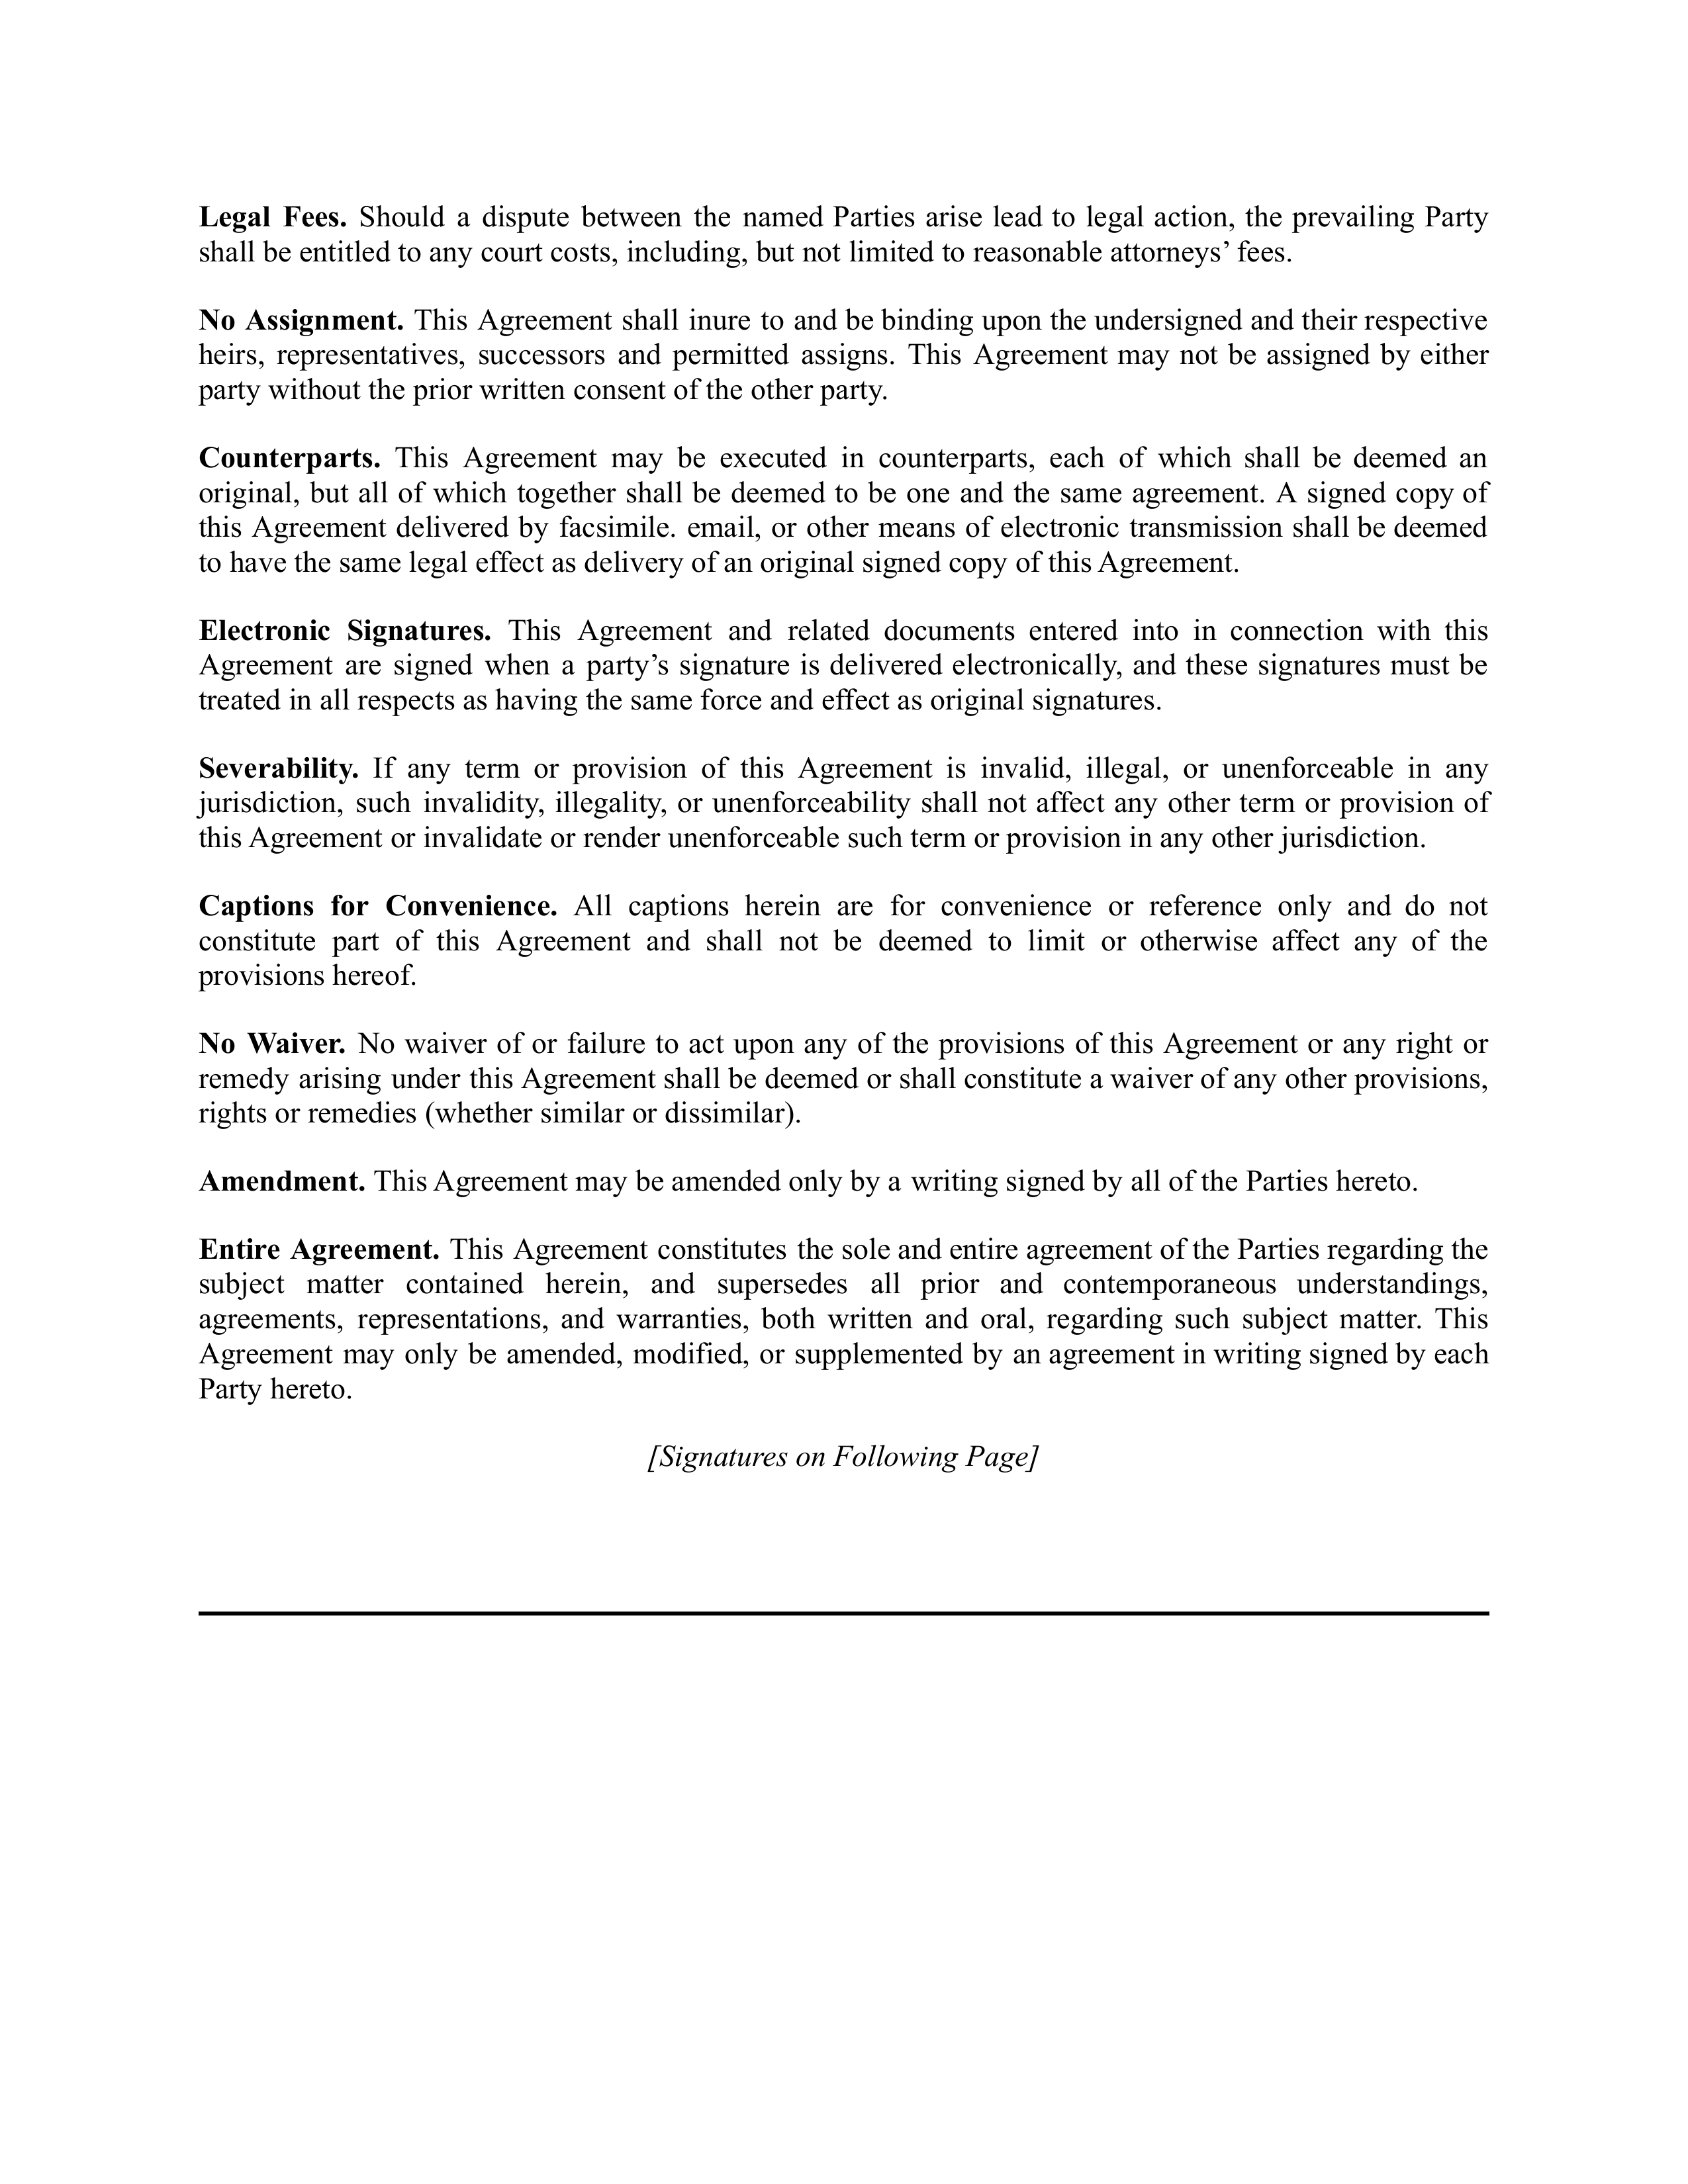 Legal Fees. Should a dispute between the named Parties arise lead to legal action, the prevailing Party
shall be entitled to any court costs, including, but not limited to reasonable attorneys’ fees.
No Assignment. This Agreement shall inure to and be binding upon the undersigned and their respective
heirs, representatives, successors and permitted assigns. This Agreement may not be assigned by either
party without the prior written consent of the other party.
Counterparts. This Agreement may be executed in counterparts, each of which shall be deemed an
original, but all of which together shall be deemed to be one and the same agreement. A signed copy of
this Agreement delivered by facsimile. email, or other means of electronic transmission shall be deemed
to have the same legal effect as delivery of an original signed copy of this Agreement.
Electronic Signatures. This Agreement and related documents entered into in connection with this
Agreement are signed when a party’s signature is delivered electronically, and these signatures must be
treated in all respects as having the same force and effect as original signatures.
Severability. If any term or provision of this Agreement is invalid, illegal, or unenforceable in any
jurisdiction, such invalidity, illegality, or unenforceability shall not affect any other term or provision of
this Agreement or invalidate or render unenforceable such term or provision in any other jurisdiction.
Captions for Convenience. All captions herein are for convenience or reference only and do not
constitute part of this Agreement and shall not be deemed to limit or otherwise affect any of the
provisions hereof.
No Waiver. No waiver of or failure to act upon any of the provisions of this Agreement or any right or
remedy arising under this Agreement shall be deemed or shall constitute a waiver of any other provisions,
rights or remedies (whether similar or dissimilar).
Amendment. This Agreement may be amended only by a writing signed by all of the Parties hereto.
Entire Agreement. This Agreement constitutes the sole and entire agreement of the Parties regarding the
subject matter contained herein, and supersedes all prior and contemporaneous understandings,
agreements, representations, and warranties, both written and oral, regarding such subject matter. This
Agreement may only be amended, modified, or supplemented by an agreement in writing signed by each
Party hereto.
[Signatures on Following Page]